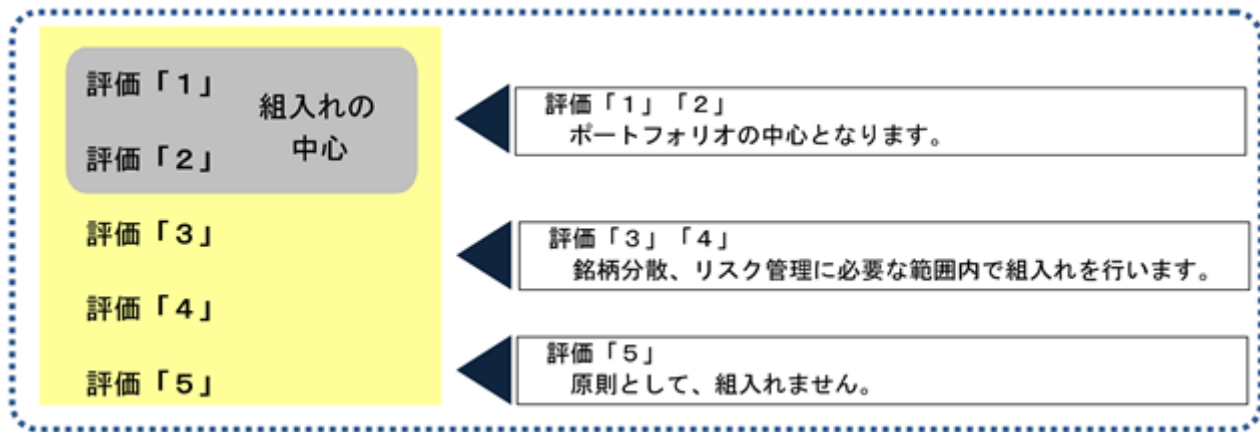 評価「１」
組入れの
中心
評価「２」
評価「３」
評価「４」
評価「５」
評価「１」「２」
ポートフォリオの中心となります。
評価「３」「４」
銘柄分散、リスク管理に必要な範囲内で組入れを行います。
評価「５」
原則として、組入れません。